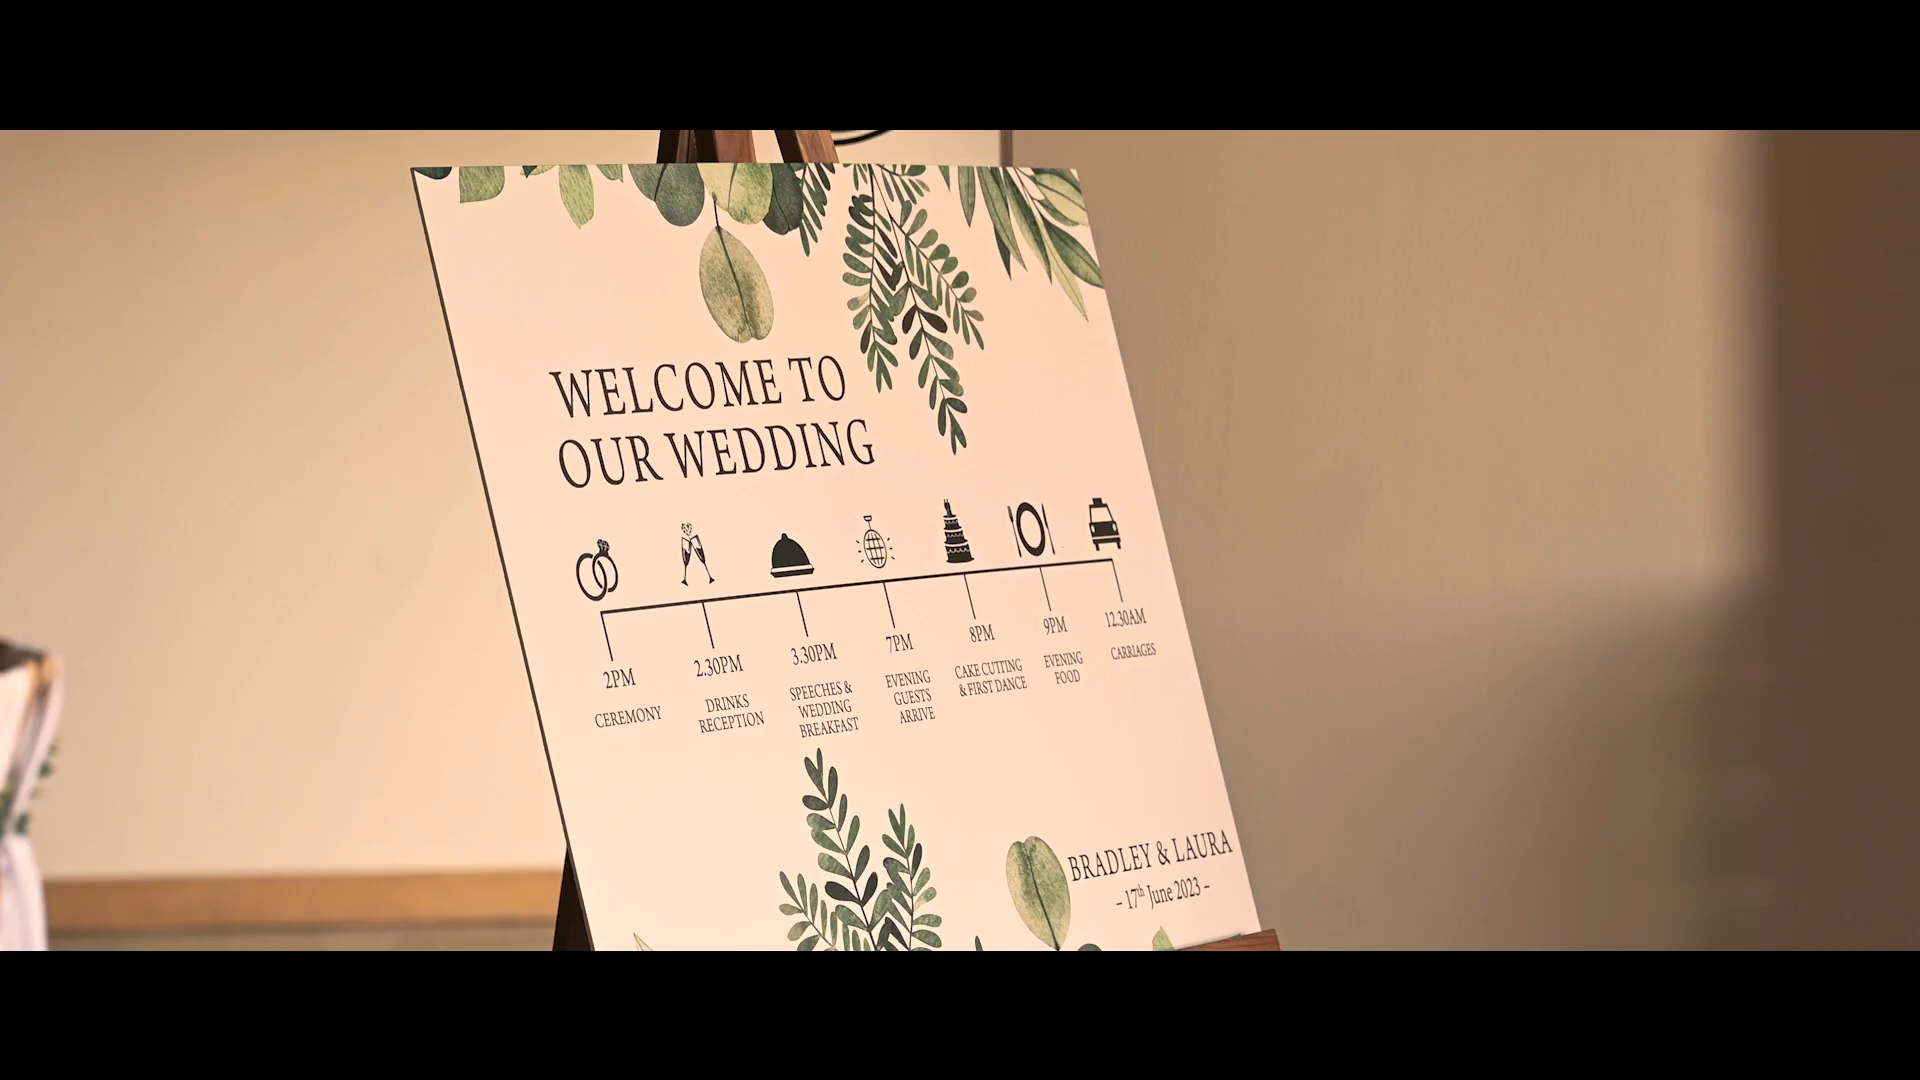 WELCOME TO
OUR WEDDING
2PM
CEREMONY
2.30PM
DRINKS
RECEPTION
3.30PM
SPEECHES &
WEDDING
BREAKFAST
7PM
EVENING
GUESTS
ARRIVE
8PM
CAKE CUTTING
& FIRST DANCE
9PM
EVENING
FOOD
12.30AM
CARRIAGES
BRADLEY & LAURA
– 17th June 2023 –